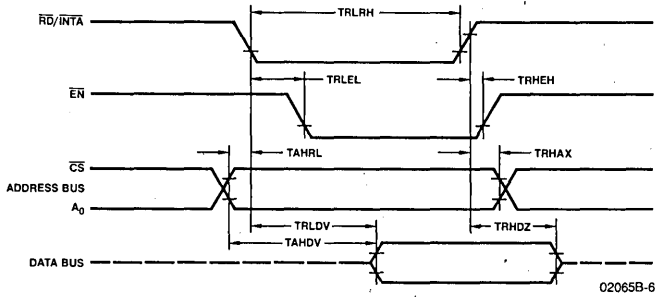 TRLRH
RD/INTA
TRLEL
TRHEH
EN
TAHRL
TRHAX
CS
ADDRESS BUS
A0
TRLDV
TRHDZ
TAHDV
DATA BUS
02065B-6